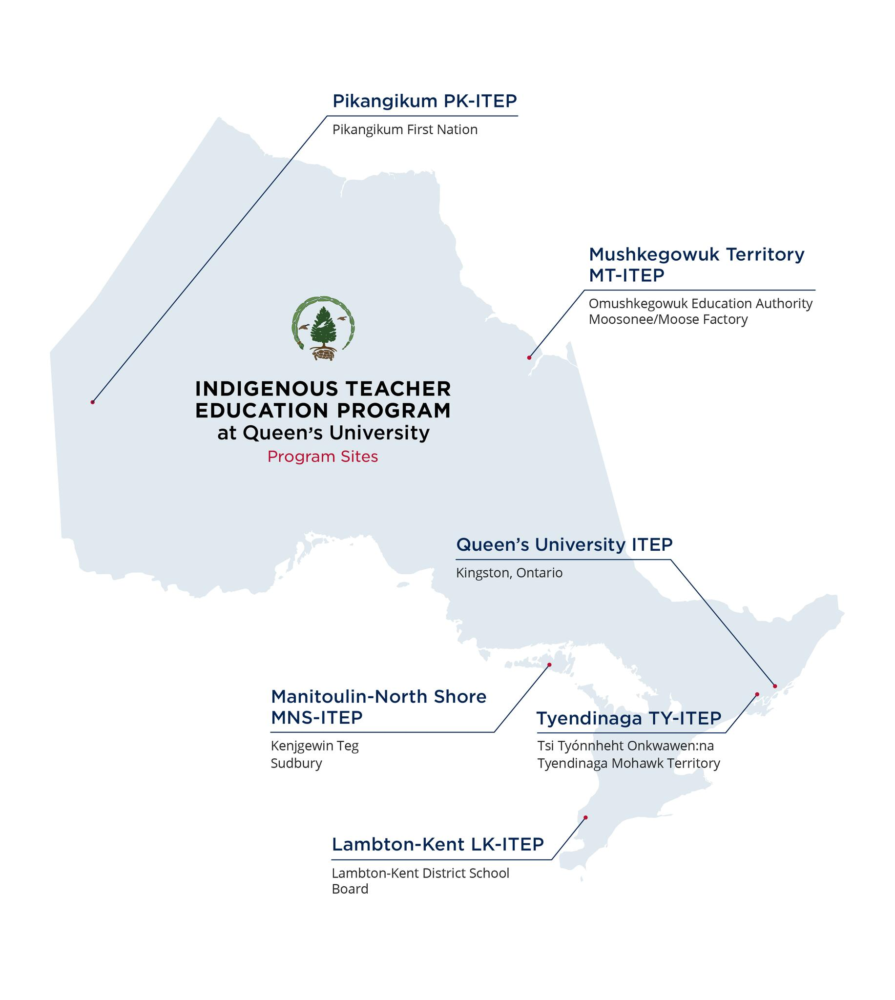 Pikangikum PK-ITEP
Pikangikum First Nation
Mushkegowuk Territory
MT-ITEP
Omushkegowuk Education Authority
Moosonee/Moose Factory
INDIGENOUS TEACHER
EDUCATION PROGRAM
at Queen’s University
Program Sites
Queen’s University ITEP
Kingston, Ontario
Manitoulin-North Shore
MNS-ITEP
Kenjgewin Teg
Sudbury
Tyendinaga TY-ITEP
Tsi Tyónnheht Onkwawen:na
Tyendinaga Mohawk Territory
Lambton-Kent LK-ITEP
Lambton-Kent District School
Board